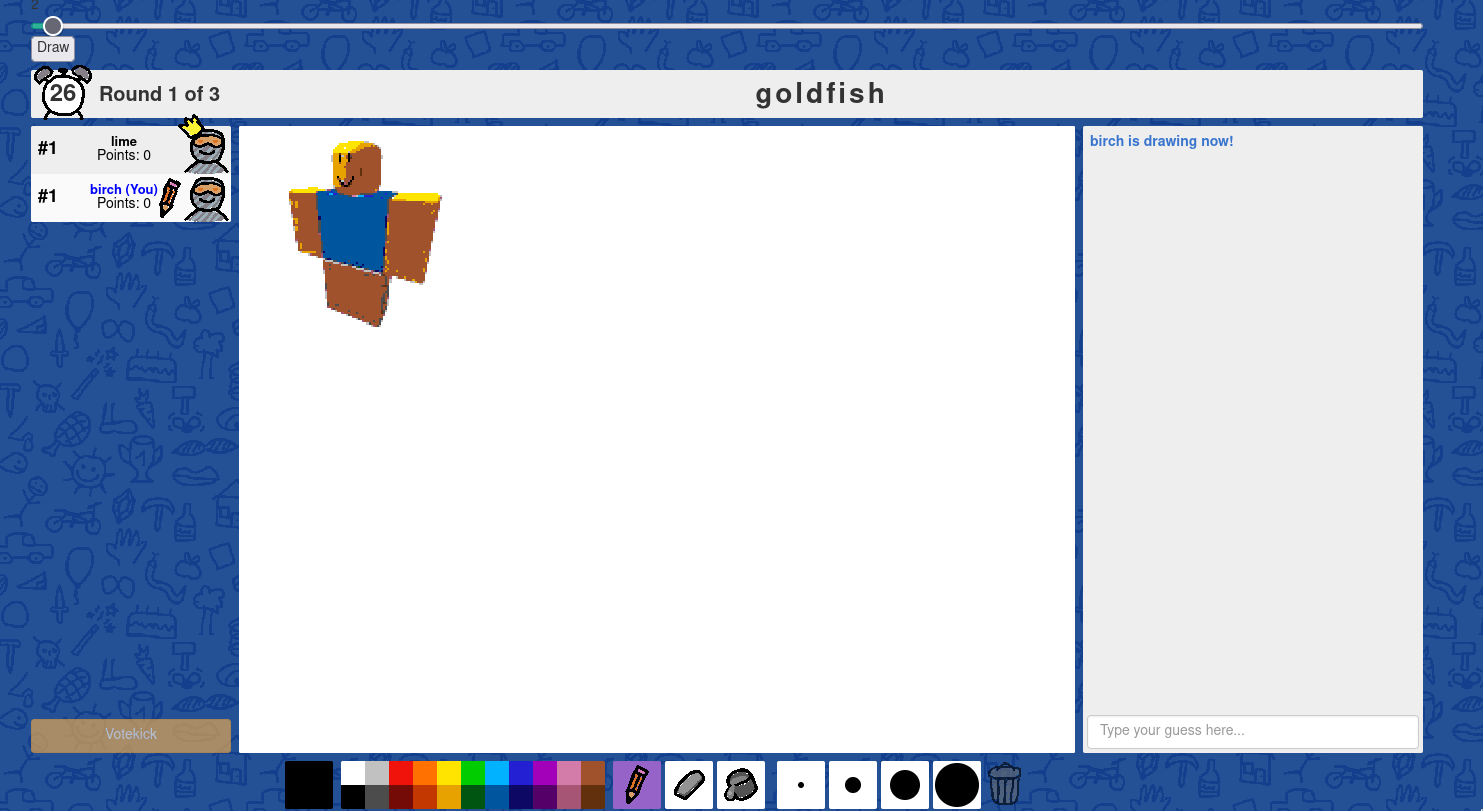 2
Draw
26
Round 1 of 3
goldfish
#1
lime
Points: 0
#1
birch (You)
Points: 0
birch is drawing now!
Votekick
Type your guess here...